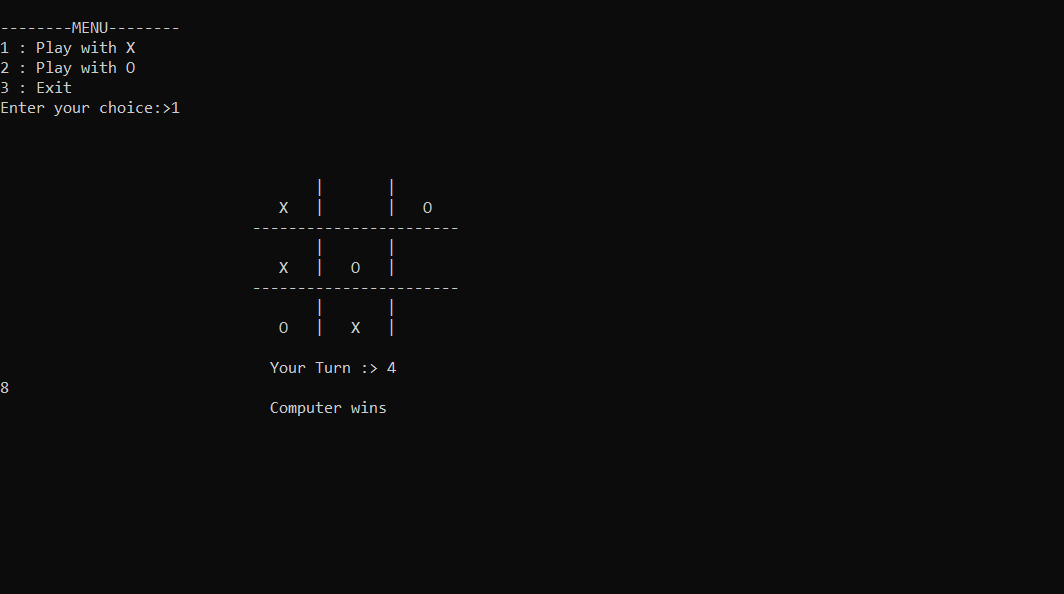 --------MENU--------
1 : Play with X
2 : Play with O
3 : Exit
Enter your choice:>1
| |
X | | O
-----------------------
| |
X | O |
-----------------------
| |
O | X |
Your Turn :> 4
8
Computer wins